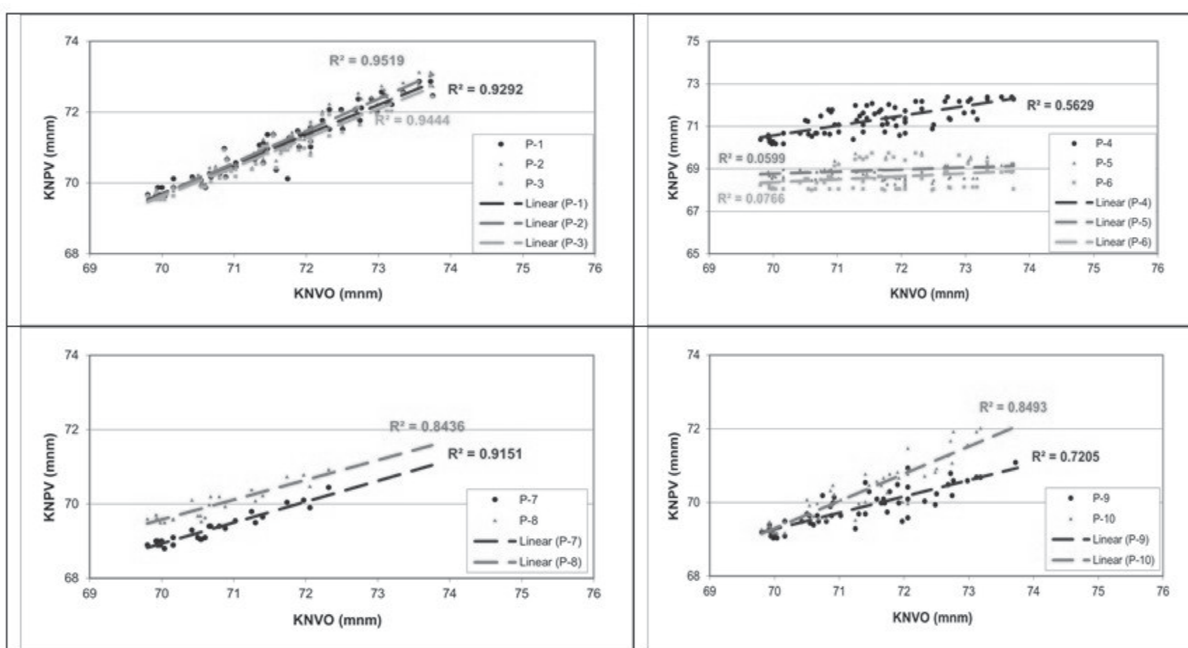 74
72
70
68
KNPV (mnm)
R² = 0.9519
R² = 0.9292
R² = 0.9444
P-1
P-2
P-3
Linear (P-1)
Linear (P-2)
Linear (P-3)
69 70 71 72 73 74 75 76
KNVO (mnm)
75
73
71
69
67
65
KNPV (mnm)
R² = 0.5629
R² = 0.0599
R² = 0.0766
P-4
P-5
P-6
Linear (P-4)
Linear (P-5)
Linear (P-6)
69 70 71 72 73 74 75 76
KNVO (mnm)
74
72
70
68
KNPV (mnm)
R² = 0.8436
R² = 0.9151
P-7
P-8
Linear (P-7)
Linear (P-8)
69 70 71 72 73 74 75 76
KNVO (mnm)
74
72
70
68
KNPV (mnm)
R² = 0.8493
R² = 0.7205
P-9
P-10
Linear (P-9)
Linear (P-10)
69 70 71 72 73 74 75 76
KNVO (mnm)